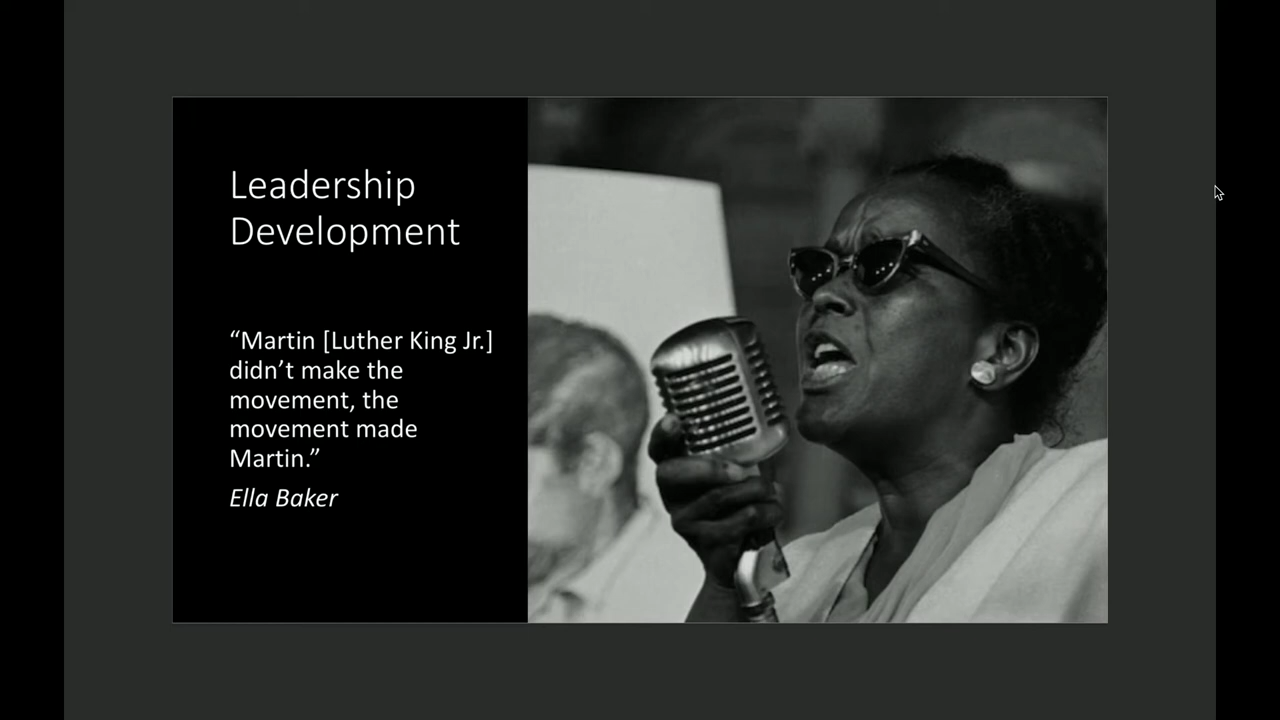 Leadership
Development
“Martin [Luther King Jr.]
didn’t make the
movement, the
movement made
Martin.”
Ella Baker